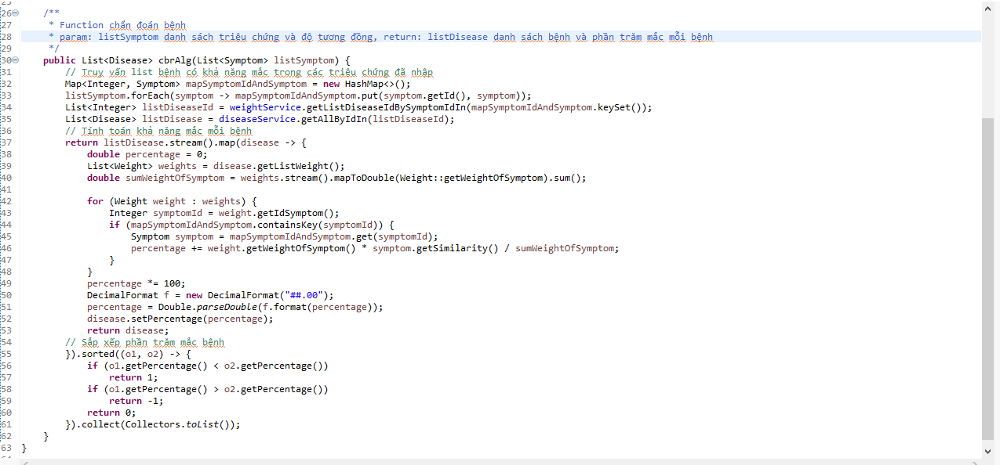 26 /**
27 * Function chẩn đoán bệnh
28 * param: listSymptom danh sách triệu chứng và độ tương đồng, return: listDisease danh sách bệnh và phần trăm mắc mỗi bệnh
29 */
30 public List<Disease> cbrAlg(List<Symptom> listSymptom) {
31 // Truy vấn list bệnh có khả năng mắc trong các triệu chứng đã nhập
32 Map<Integer, Symptom> mapSymptomIdAndSymptom = new HashMap<>();
33 listSymptom.forEach(symptom -> mapSymptomIdAndSymptom.put(symptom.getId(), symptom));
34 List<Integer> listDiseaseId = weightService.getListDiseaseIdBySymptomIdIn(mapSymptomIdAndSymptom.keySet());
35 List<Disease> listDisease = diseaseService.getAllByIdIn(listDiseaseId);
36 // Tính toán khả năng mắc mỗi bệnh
37 return listDisease.stream().map(disease -> {
38 double percentage = 0;
39 List<Weight> weights = disease.getListWeight();
40 double sumWeightOfSymptom = weights.stream().mapToDouble(Weight::getWeightOfSymptom).sum();
41
42 for (Weight weight : weights) {
43 Integer symptomId = weight.getIdSymptom();
44 if (mapSymptomIdAndSymptom.containsKey(symptomId)) {
45 Symptom symptom = mapSymptomIdAndSymptom.get(symptomId);
46 percentage += weight.getWeightOfSymptom() * symptom.getSimilarity() / sumWeightOfSymptom;
47 }
48 }
49 percentage *= 100;
50 DecimalFormat f = new DecimalFormat("##.00");
51 percentage = Double.parseDouble(f.format(percentage));
52 disease.setPercentage(percentage);
53 return disease;
54 // Sắp xếp phần trăm mắc bệnh
55 }).sorted((o1, o2) -> {
56 if (o1.getPercentage() < o2.getPercentage())
57 return 1;
58 if (o1.getPercentage() > o2.getPercentage())
59 return -1;
60 return 0;
61 }).collect(Collectors.toList());
62 }
63 }